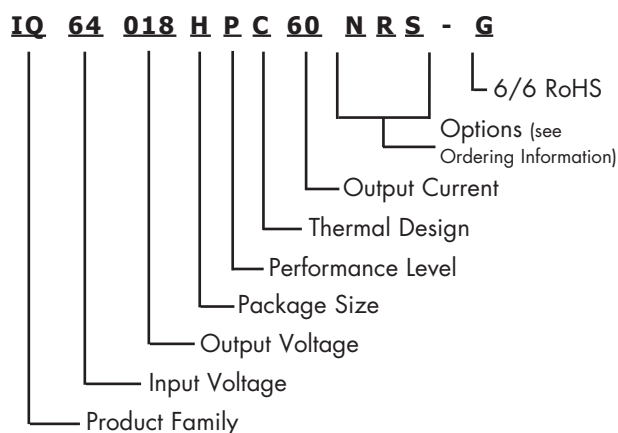 IQ 64 018 H P C 60 N R S - G
6/6 RoHS
Options (see
Ordering Information)
Output Current
Thermal Design
Performance Level
Package Size
Output Voltage
Input Voltage
Product Family